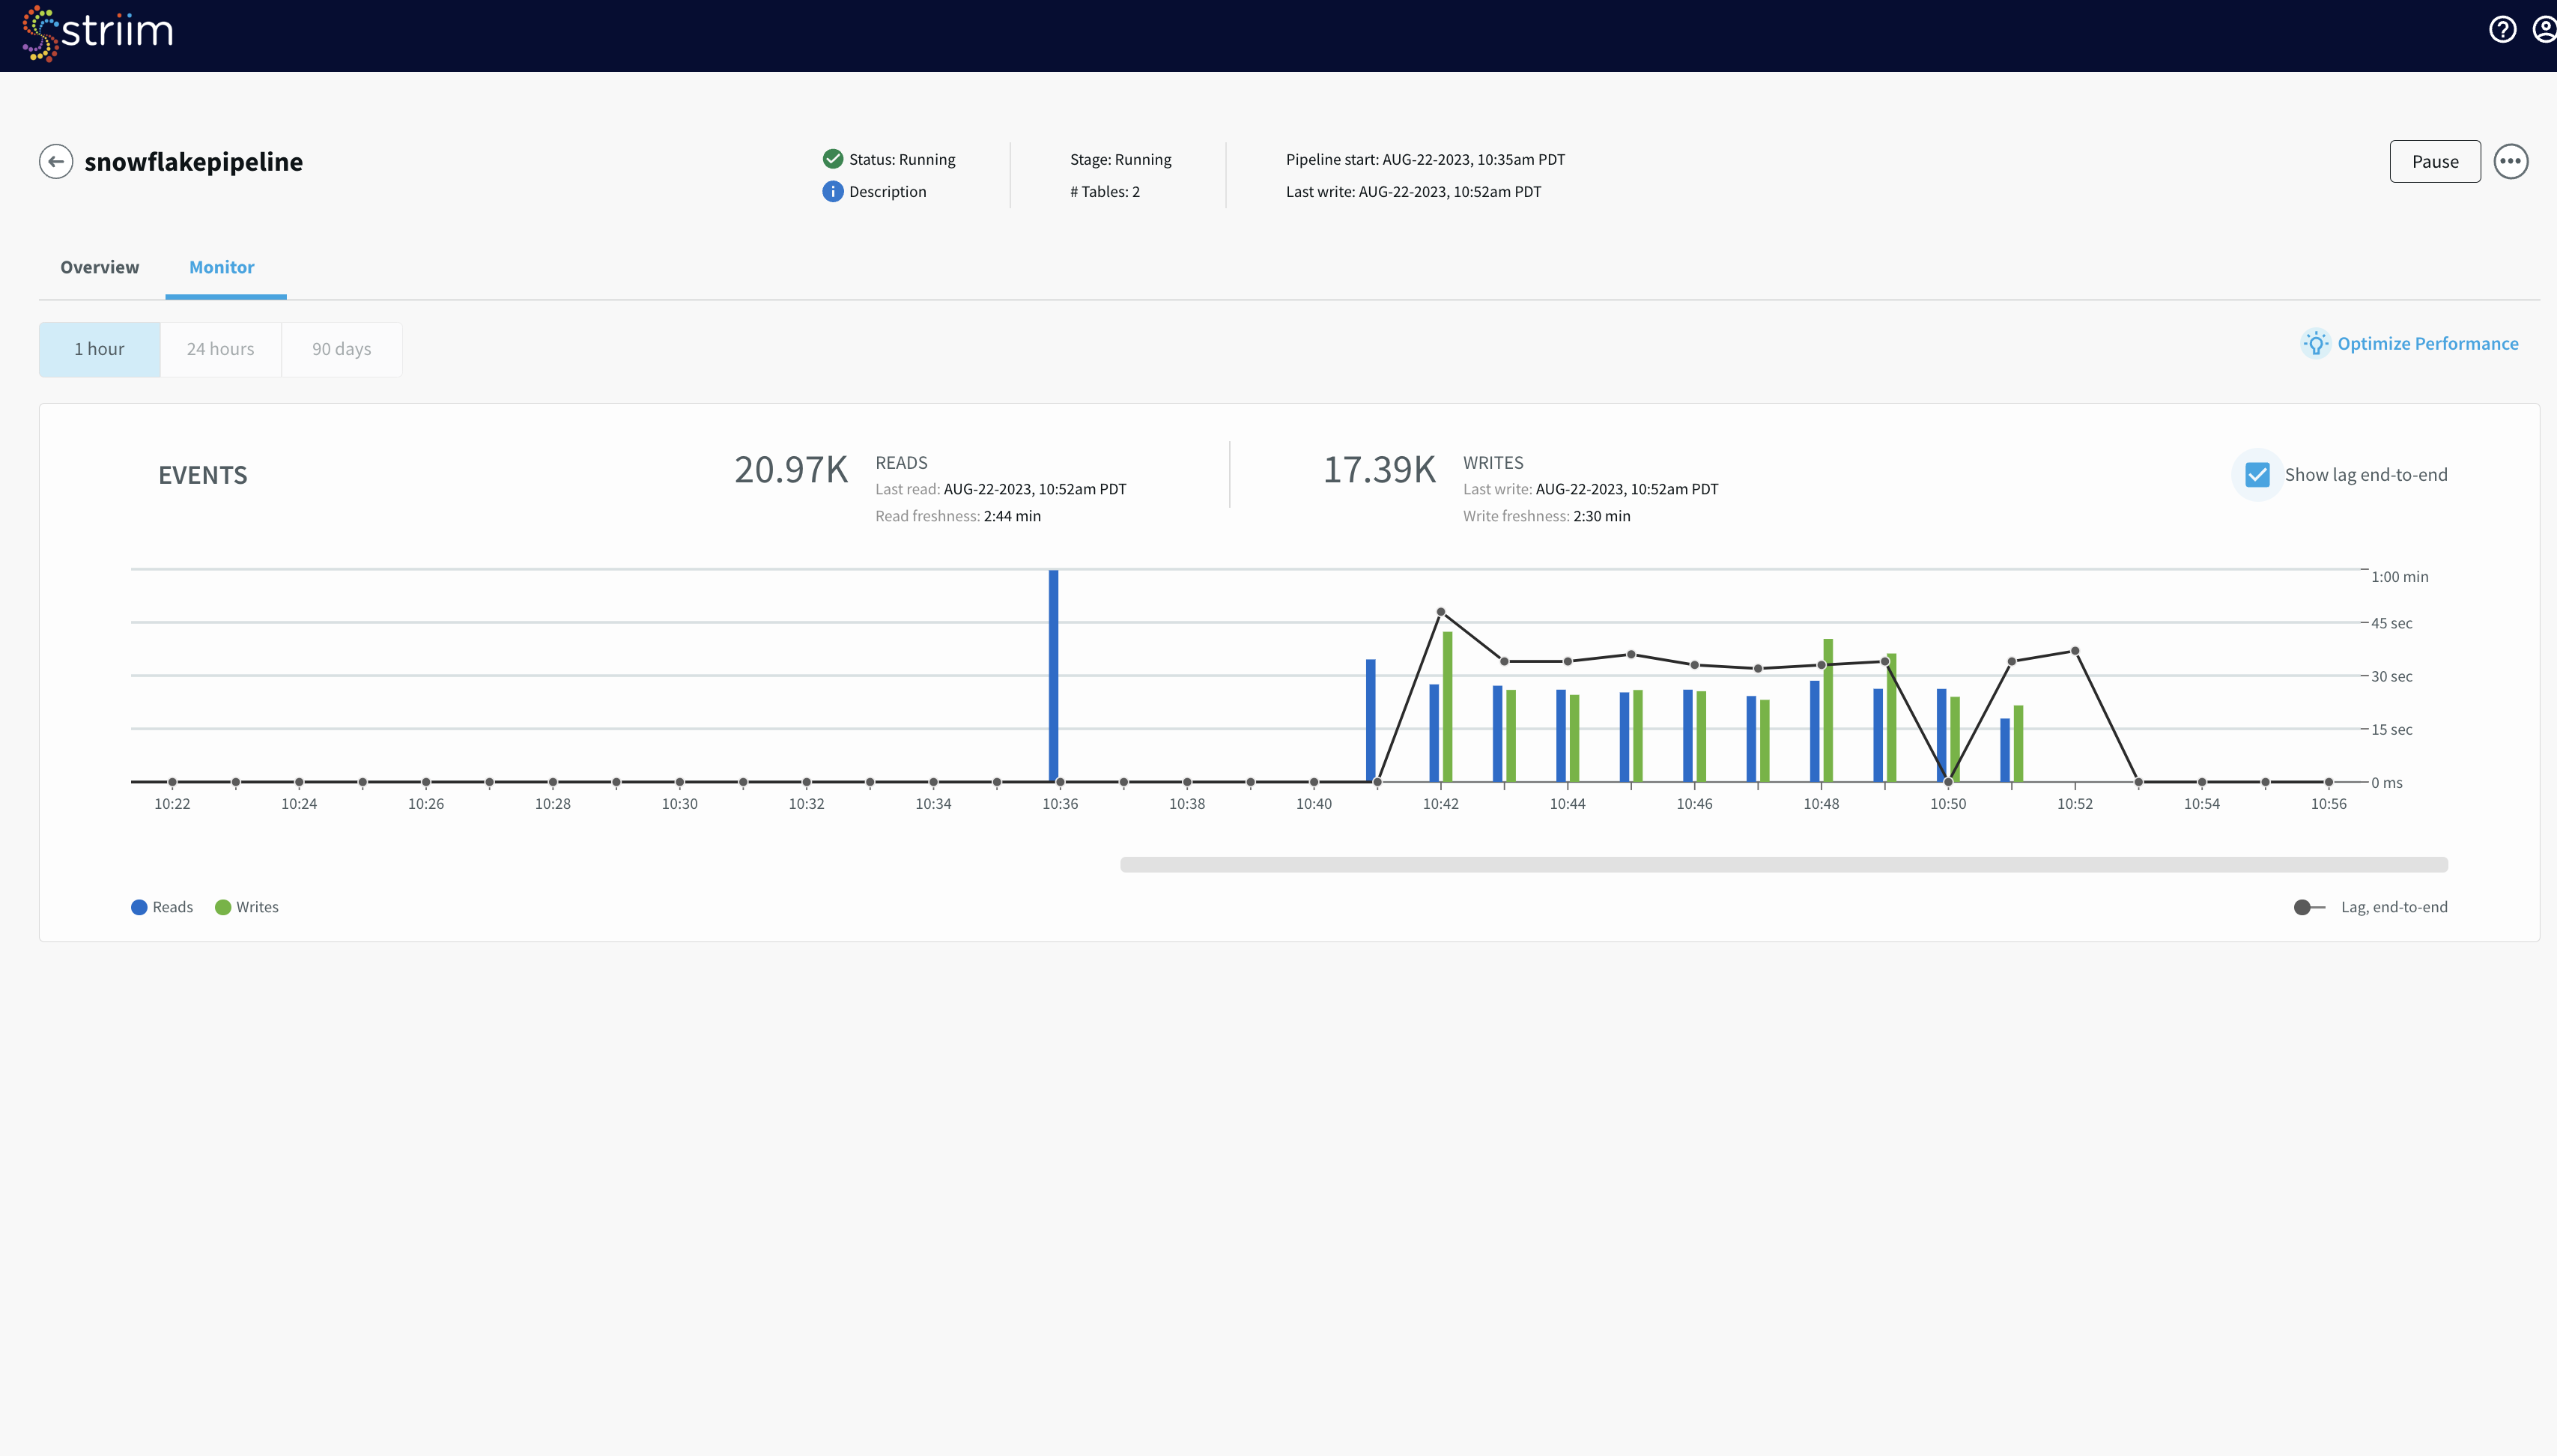 striim
snowflakepipeline
Status: Running
Description
Stage: Running
# Tables: 2
Pipeline start: AUG-22-2023, 10:35am PDT
Last write: AUG-22-2023, 10:52am PDT
Pause
Overview Monitor
1 hour 24 hours 90 days
Optimize Performance
EVENTS
20.97K
READS
Last read: AUG-22-2023, 10:52am PDT
Read freshness: 2:44 min
17.39K
WRITES
Last write: AUG-22-2023, 10:52am PDT
Write freshness: 2:30 min
Show lag end-to-end
1:00 min
45 sec
30 sec
15 sec
0 ms
10:22 10:24 10:26 10:28 10:30 10:32 10:34 10:36 10:38 10:40 10:42 10:44 10:46 10:48 10:50 10:52 10:54 10:56
Reads Writes
Lag, end-to-end